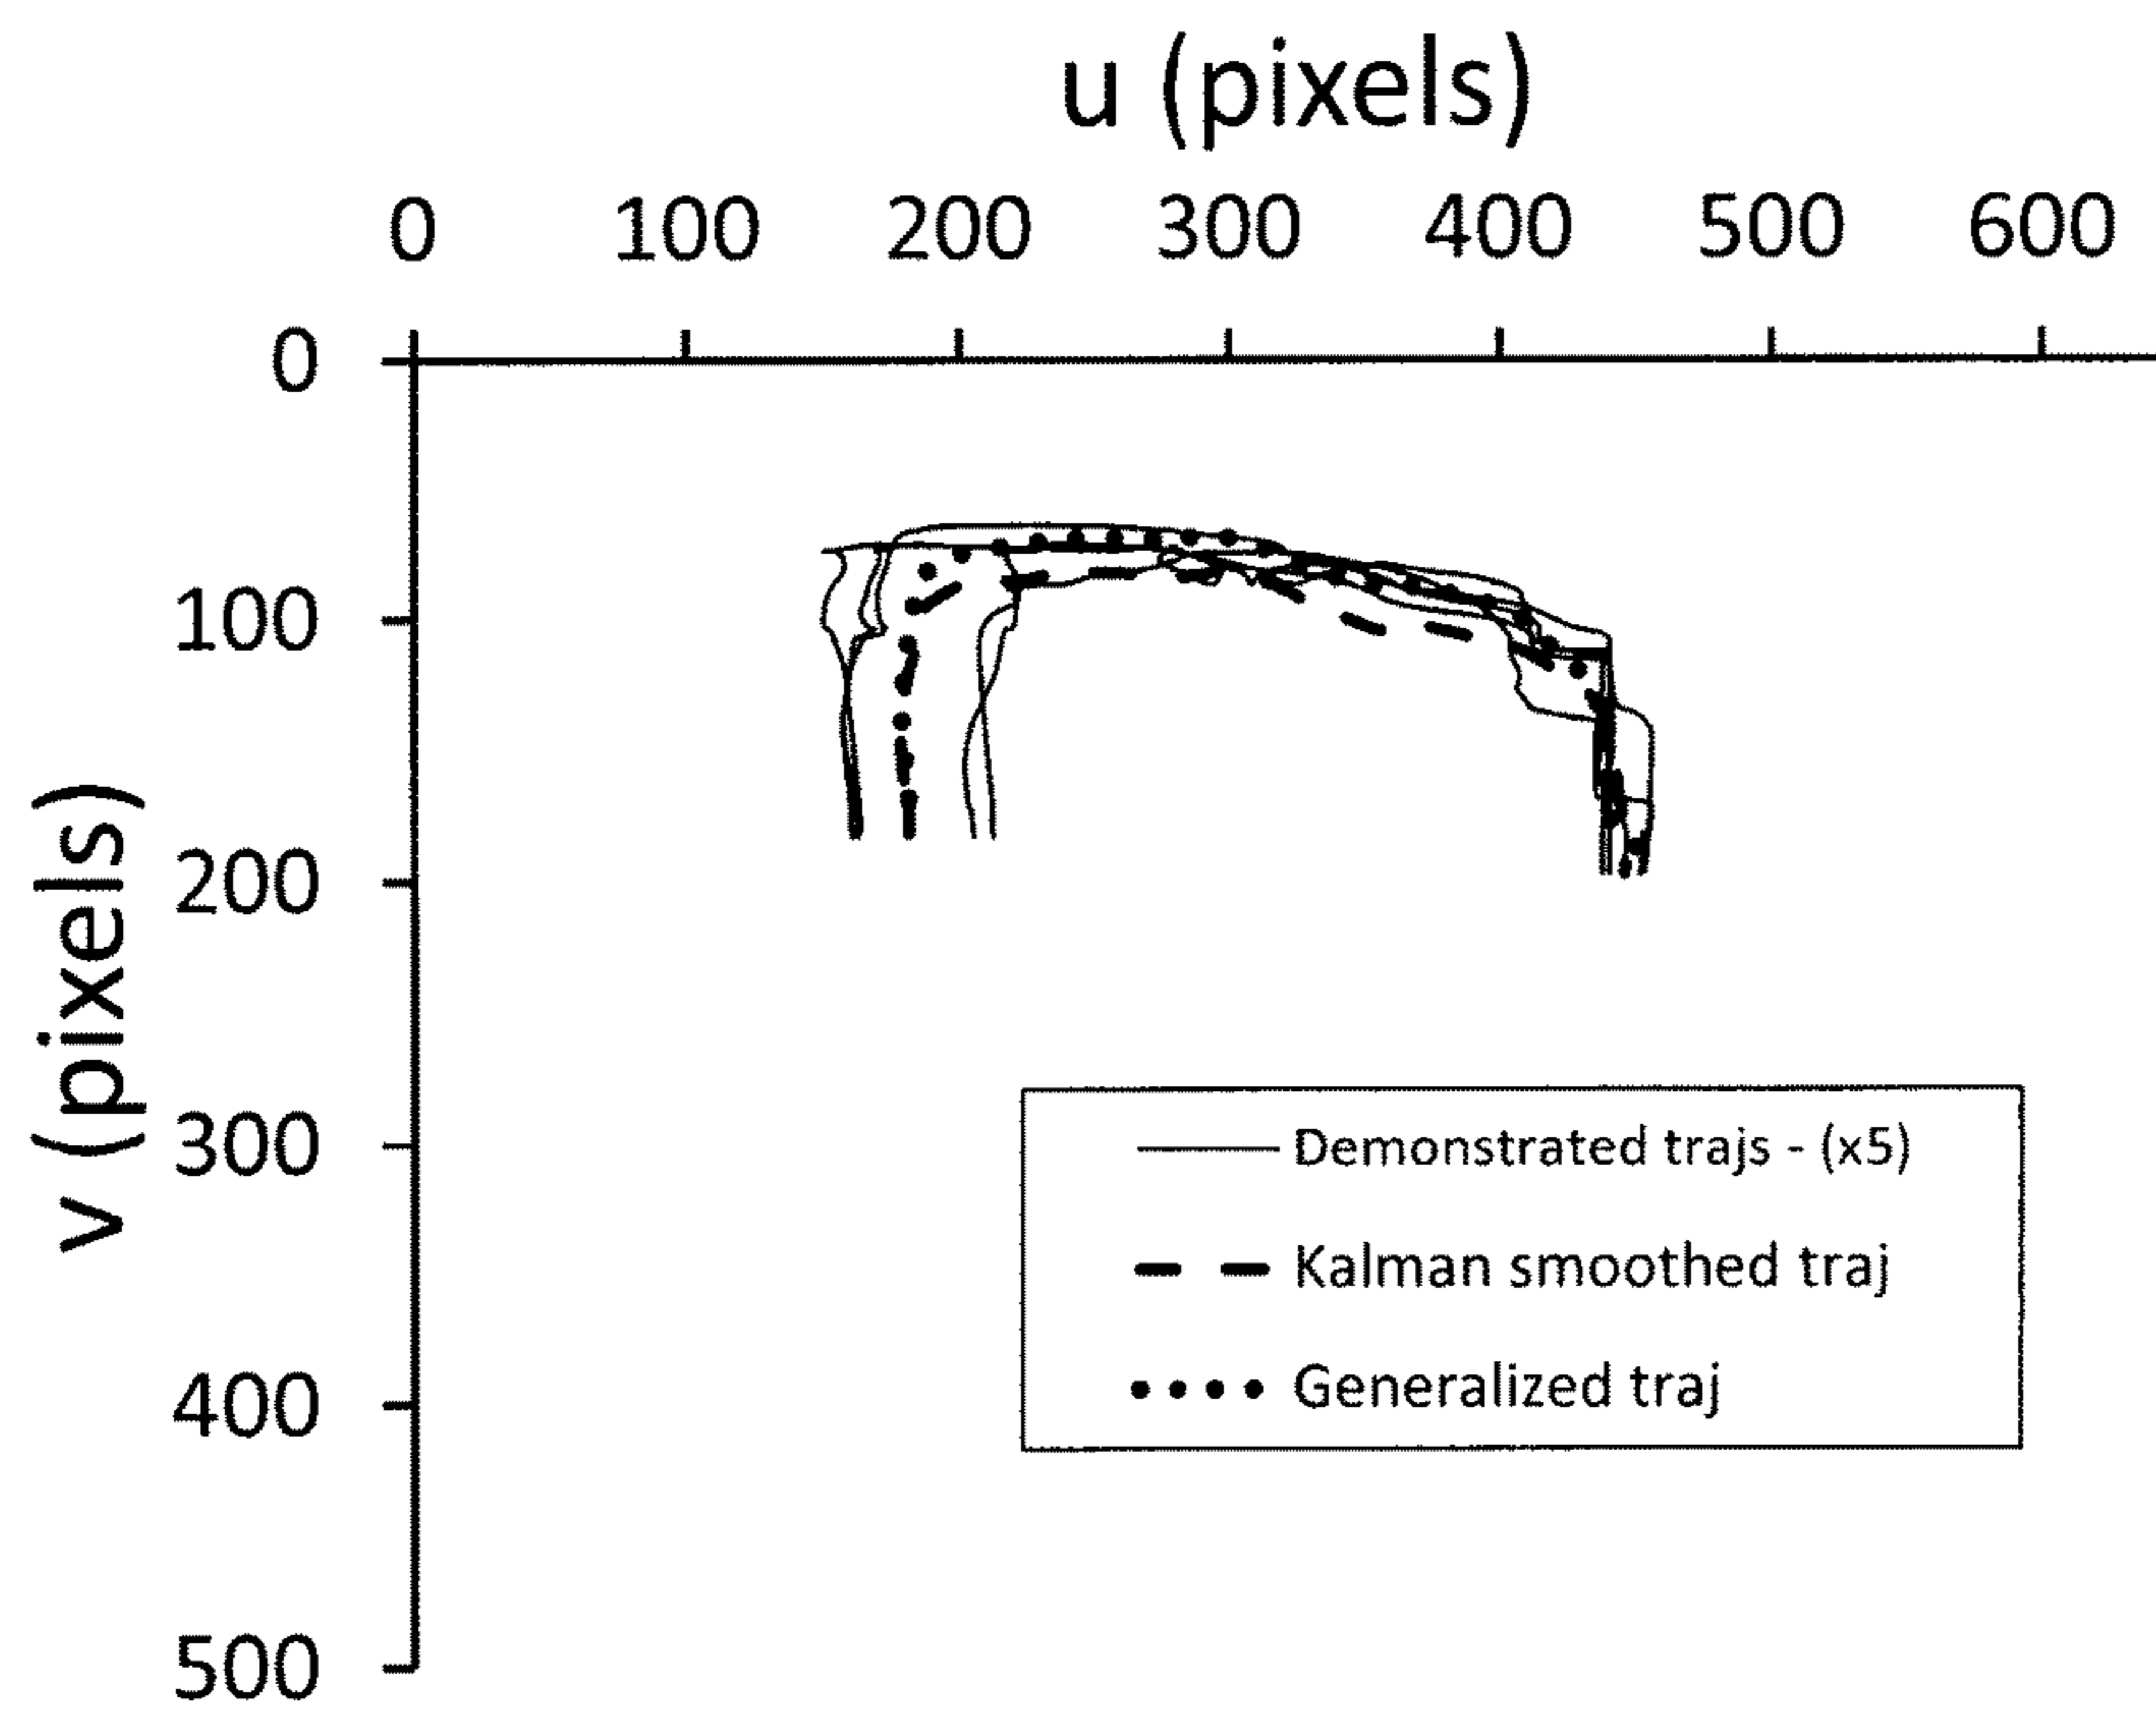 u (pixels)
0 100 200 300 400 500 600
0
100
200
300
400
500
v (pixels)
Demonstrated trajs - (x5)
Kalman smoothed traj
Generalized traj